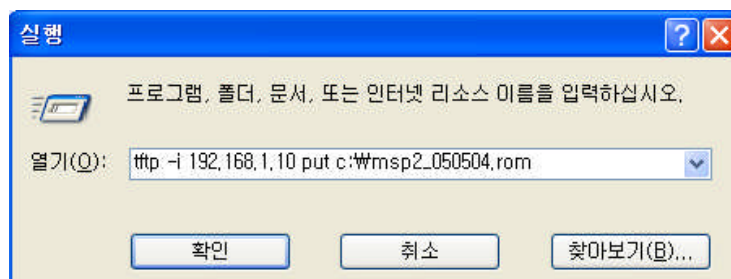 실행
프로그램, 폴더, 문서, 또는 인터넷 리소스 이름을 입력하십시오.
열기(O): tftp -i 192.168.1.10 put c:₩msp2_050504.rom
확인 취소 찾아보기(B)...